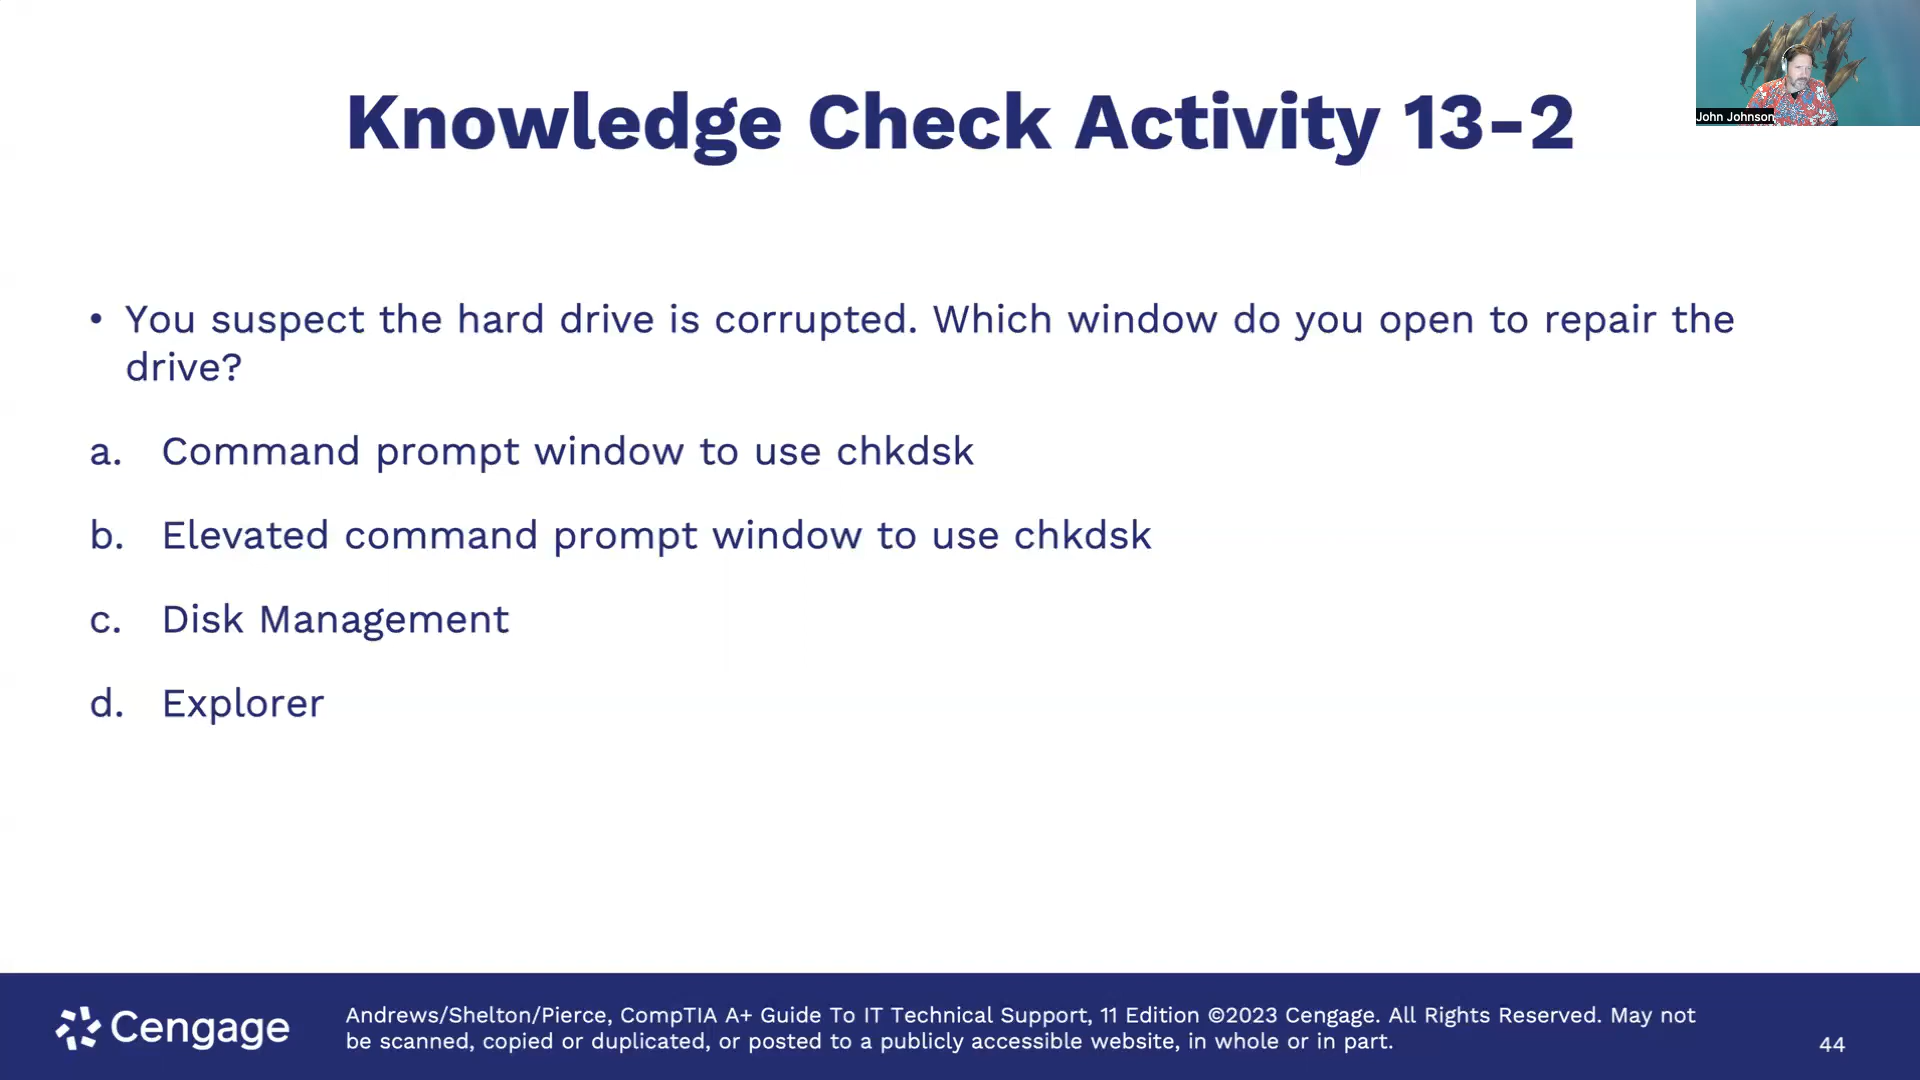 John Johnson
Knowledge Check Activity 13-2
• You suspect the hard drive is corrupted. Which window do you open to repair the
drive?
a. Command prompt window to use chkdsk
b. Elevated command prompt window to use chkdsk
c. Disk Management
d. Explorer
Cengage
Andrews/Shelton/Pierce, CompTIA A+ Guide To IT Technical Support, 11 Edition ©2023 Cengage. All Rights Reserved. May not
be scanned, copied or duplicated, or posted to a publicly accessible website, in whole or in part.
44